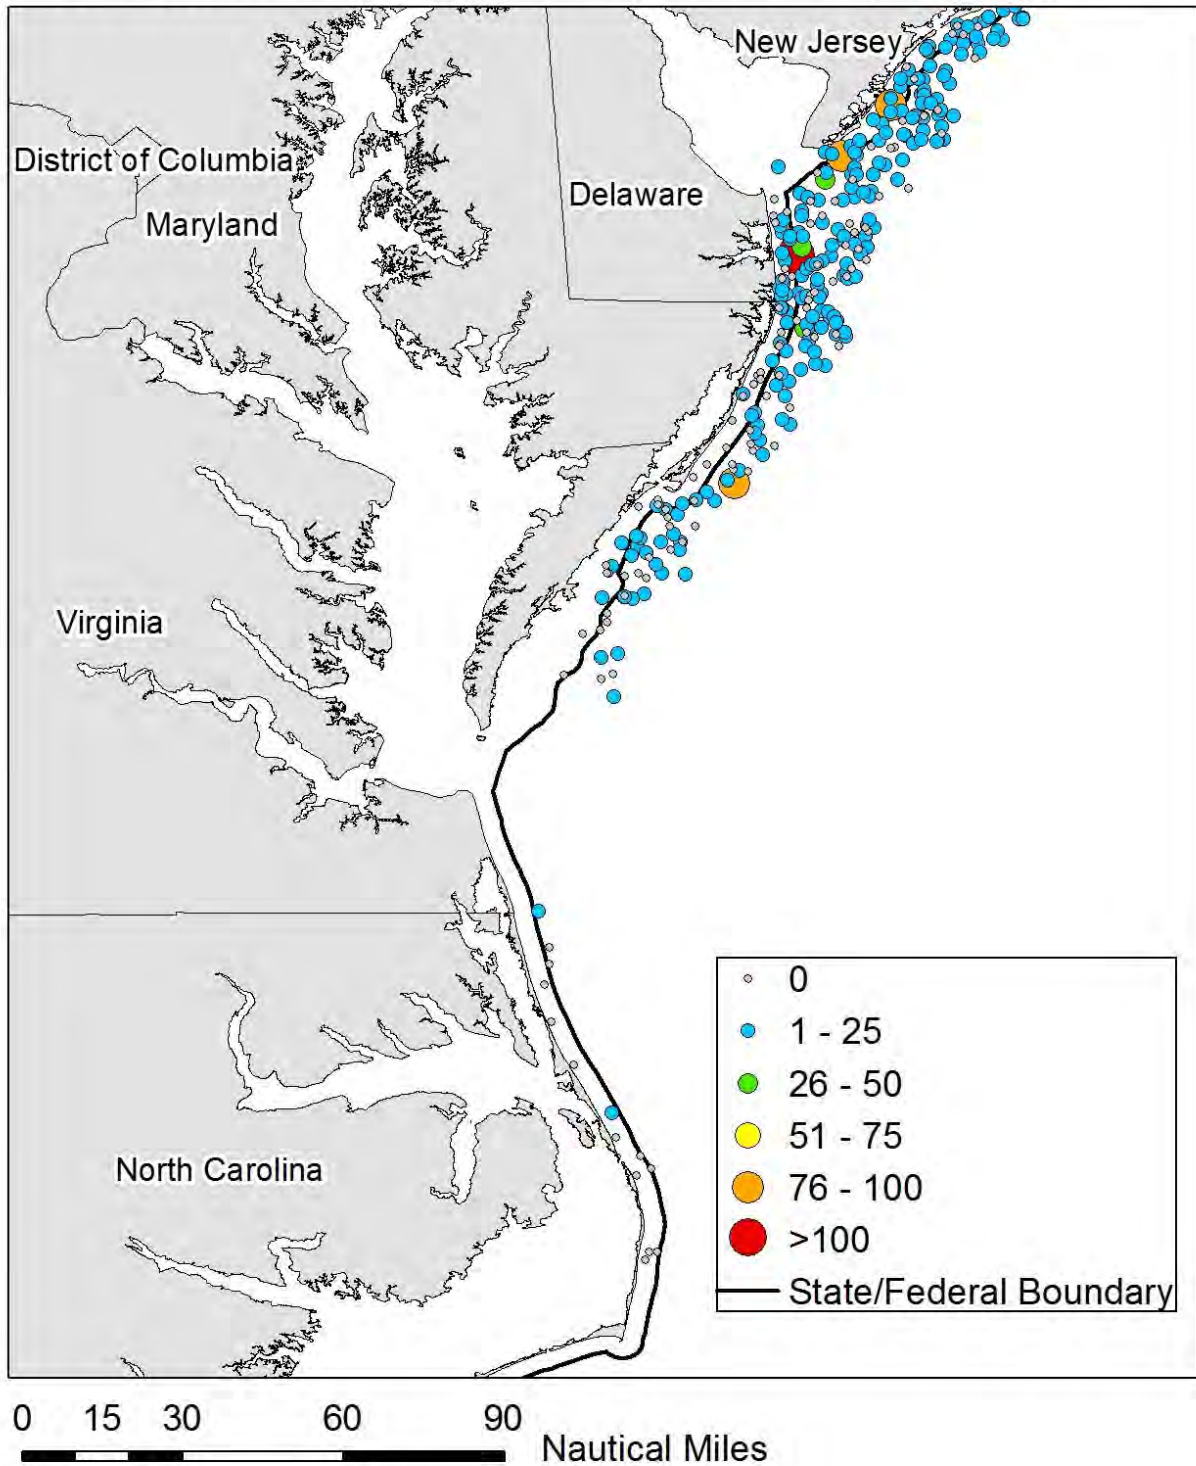 New Jersey
District of Columbia
Delaware
Maryland
Virginia
North Carolina
0
1 - 25
26 - 50
51 - 75
76 - 100
>100
State/Federal Boundary
0 15 30 60 90
Nautical Miles